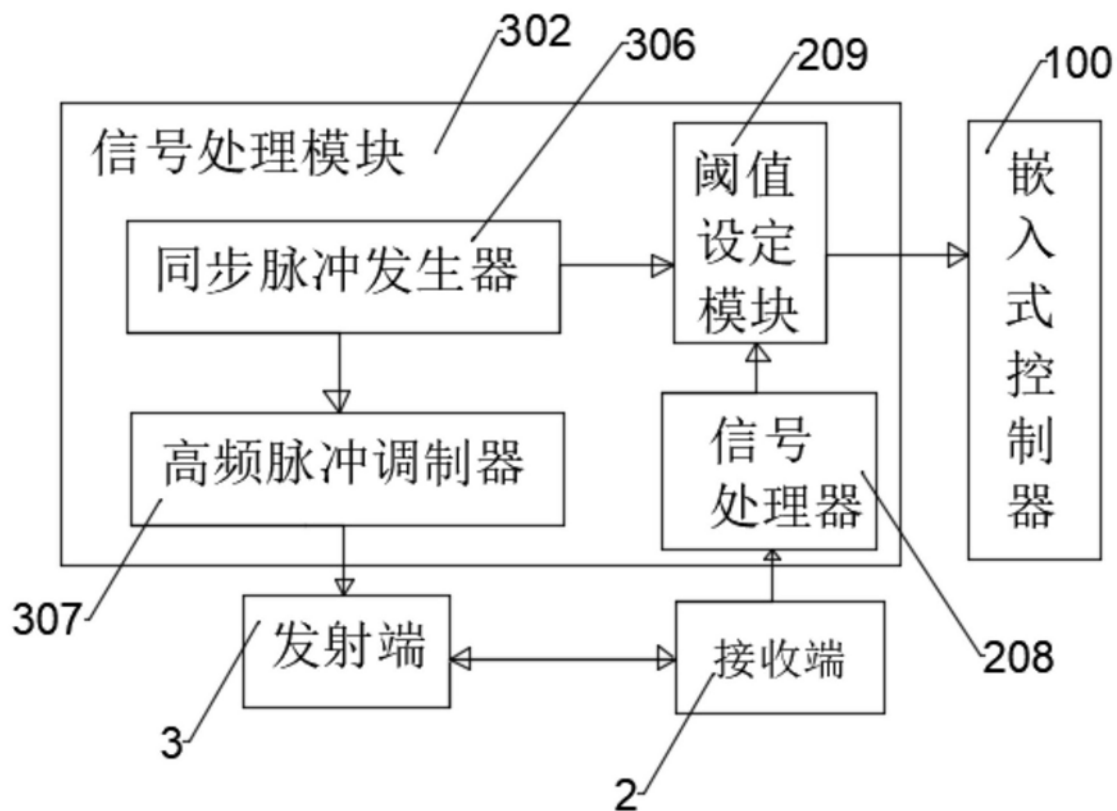 302
306
209
100
信号处理模块
阈值
设定
模块
嵌入式控制器
同步脉冲发生器
高频脉冲调制器
信号
处理器
307
发射端
接收端
208
3
2